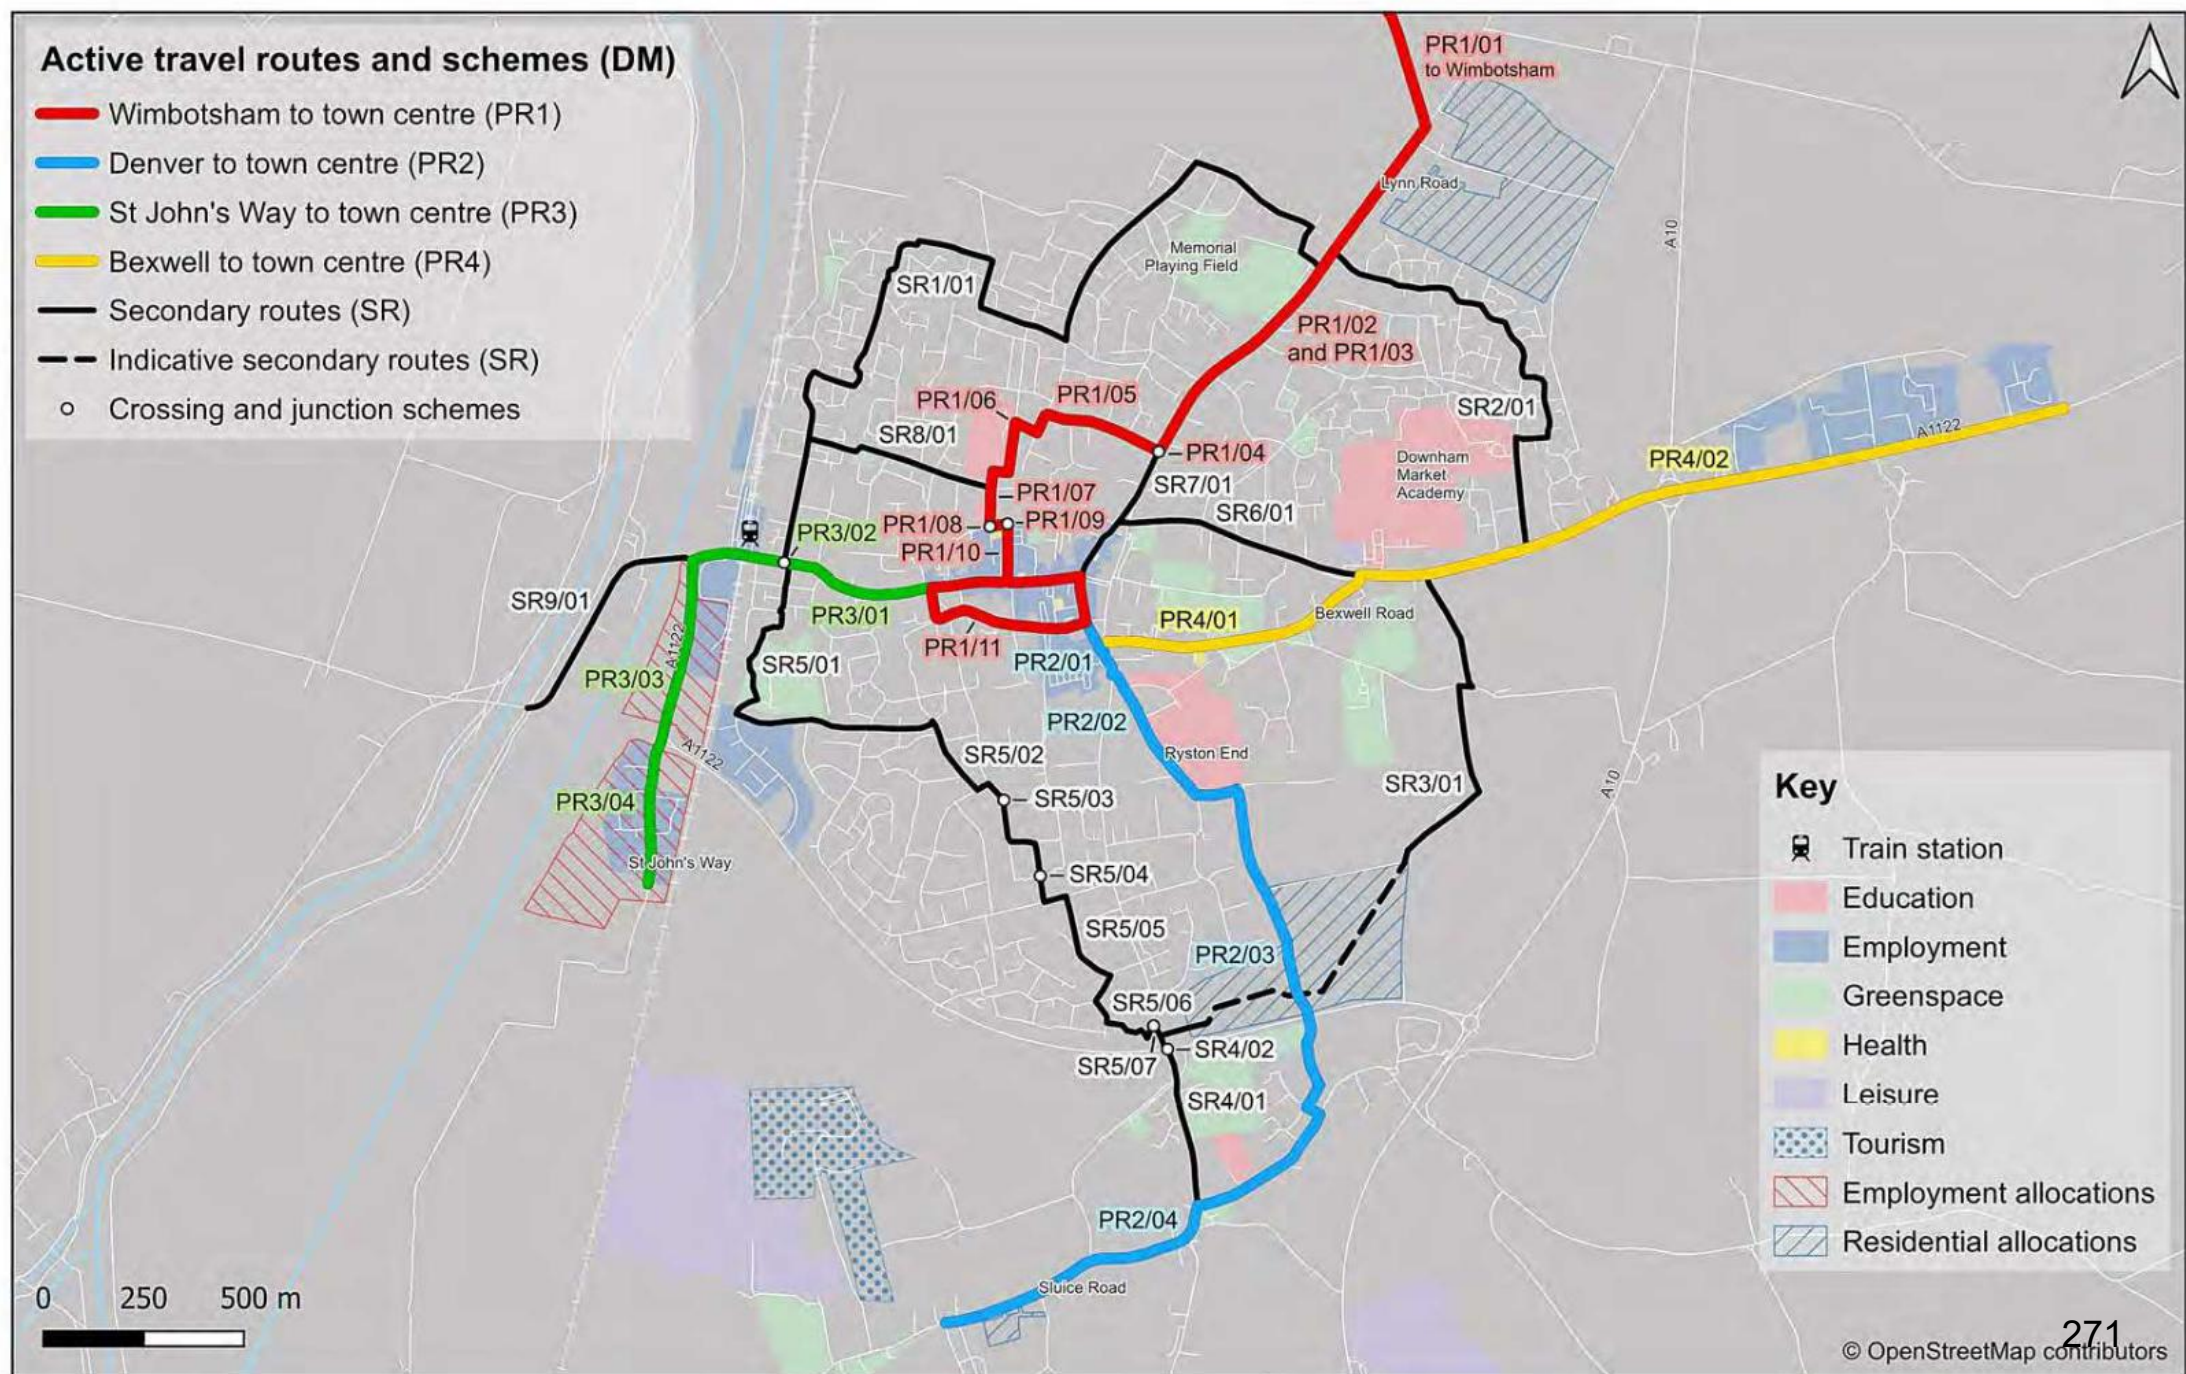 Active travel routes and schemes (DM)
Wimbotsham to town centre (PR1)
Denver to town centre (PR2)
St John's Way to town centre (PR3)
Bexwell to town centre (PR4)
Secondary routes (SR)
Indicative secondary routes (SR)
Crossing and junction schemes
PR1/01
to Wimbotsham
Lynn Road
A10
Memorial
Playing Field
SR1/01
PR1/02
and PR1/03
PR1/06
PR1/05
SR2/01
SR8/01
PR1/04
A1122
PR4/02
Downham
Market
Academy
SR7/01
PR1/07
SR6/01
PR1/08
PR1/09
PR3/02
PR1/10
SR9/01
PR3/01
PR4/01
Bexwell Road
PR1/11
A1122
SR5/01
PR2/01
PR3/03
PR2/02
A1122
SR5/02
Ryston End
SR3/01
A10
PR3/04
SR5/03
St John's Way
SR5/04
SR5/05
PR2/03
SR5/06
SR4/02
SR5/07
SR4/01
PR2/04
Sluice Road
Key
Train station
Education
Employment
Greenspace
Health
Leisure
Tourism
Employment allocations
Residential allocations
0 250 500 m
271
© OpenStreetMap contributors